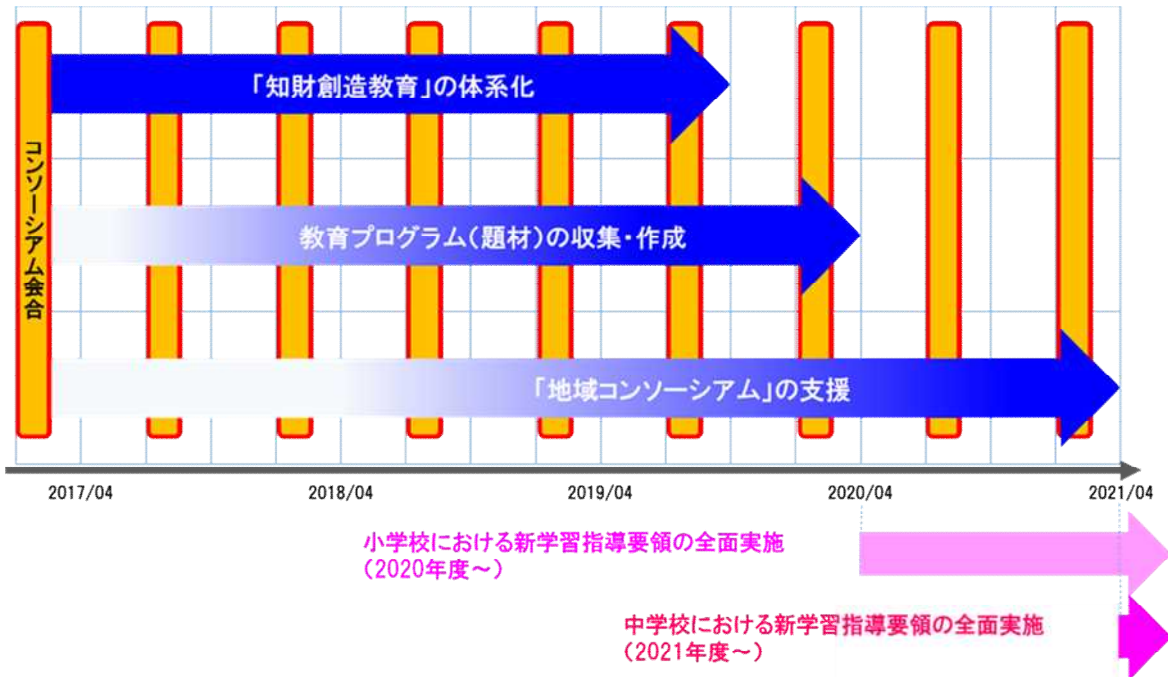 「知財創造教育」の体系化
コンソーシアム会合
教育プログラム(題材)の収集・作成
「地域コンソーシアム」の支援
2017/04 2018/04 2019/04 2020/04 2021/04
小学校における新学習指導要領の全面実施
(2020年度~)
中学校における新学習指導要領の全面実施
(2021年度~)